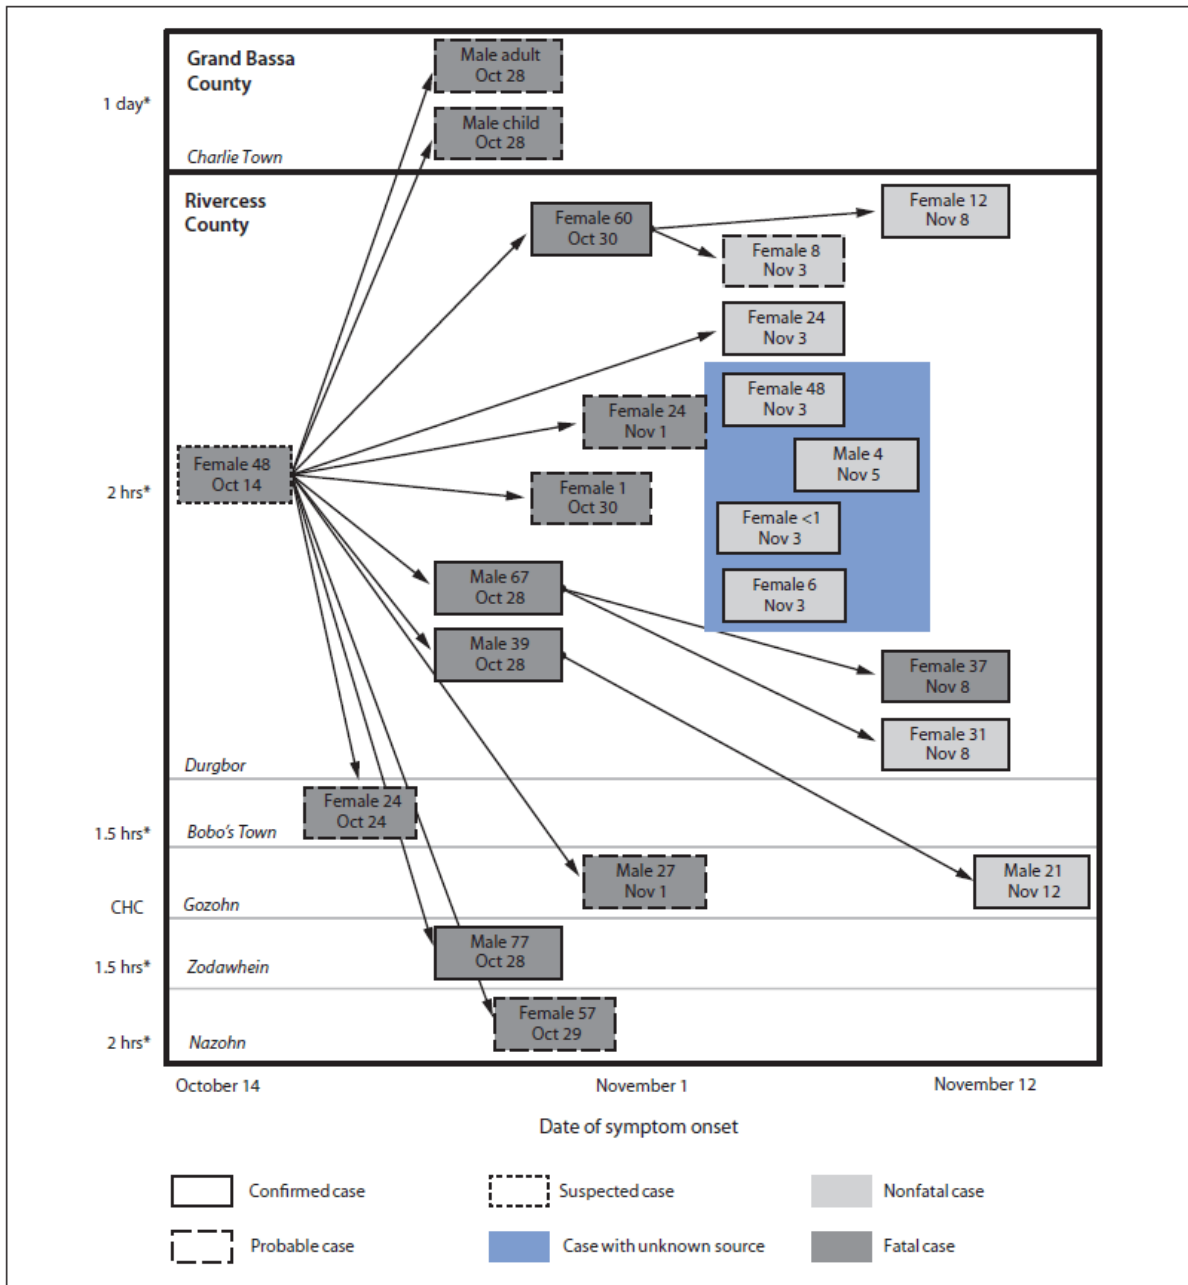 Grand Bassa
County
1 day*
Charlie Town
Male adult
Oct 28
Male child
Oct 28
Rivercess
County
Female 60
Oct 30
Female 12
Nov 8
Female 8
Nov 3
Female 24
Nov 3
Female 48
Nov 3
Female 24
Nov 1
Male 4
Nov 5
Female 48
Oct 14
2 hrs*
Female 1
Oct 30
Female <1
Nov 3
Male 67
Oct 28
Female 6
Nov 3
Male 39
Oct 28
Female 37
Nov 8
Female 31
Nov 8
Durgbor
Female 24
Oct 24
1.5 hrs*
Bobo's Town
Male 27
Nov 1
Male 21
Nov 12
CHC
Gozohn
Male 77
Oct 28
1.5 hrs*
Zodawhein
Female 57
Oct 29
2 hrs*
Nazohn
October 14
November 1
November 12
Date of symptom onset
Confirmed case
Suspected case
Nonfatal case
Probable case
Case with unknown source
Fatal case